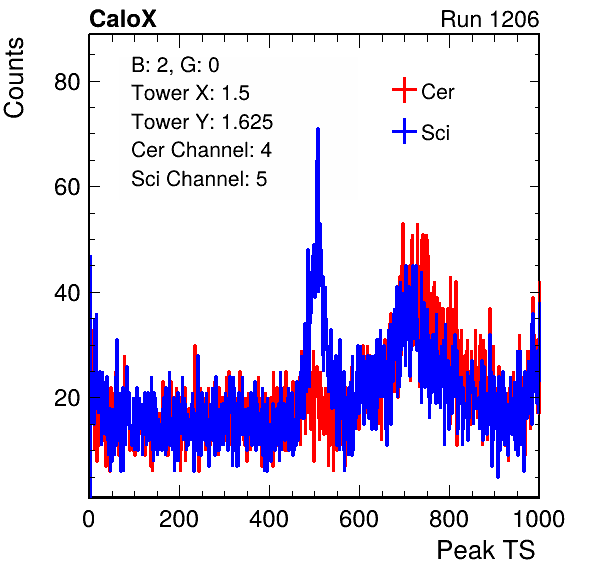 CaloX Run 1206
Counts
B: 2, G: 0
Tower X: 1.5
Tower Y: 1.625
Cer Channel: 4
Sci Channel: 5
Cer
Sci
80
60
40
20
0 200 400 600 800 1000
Peak TS